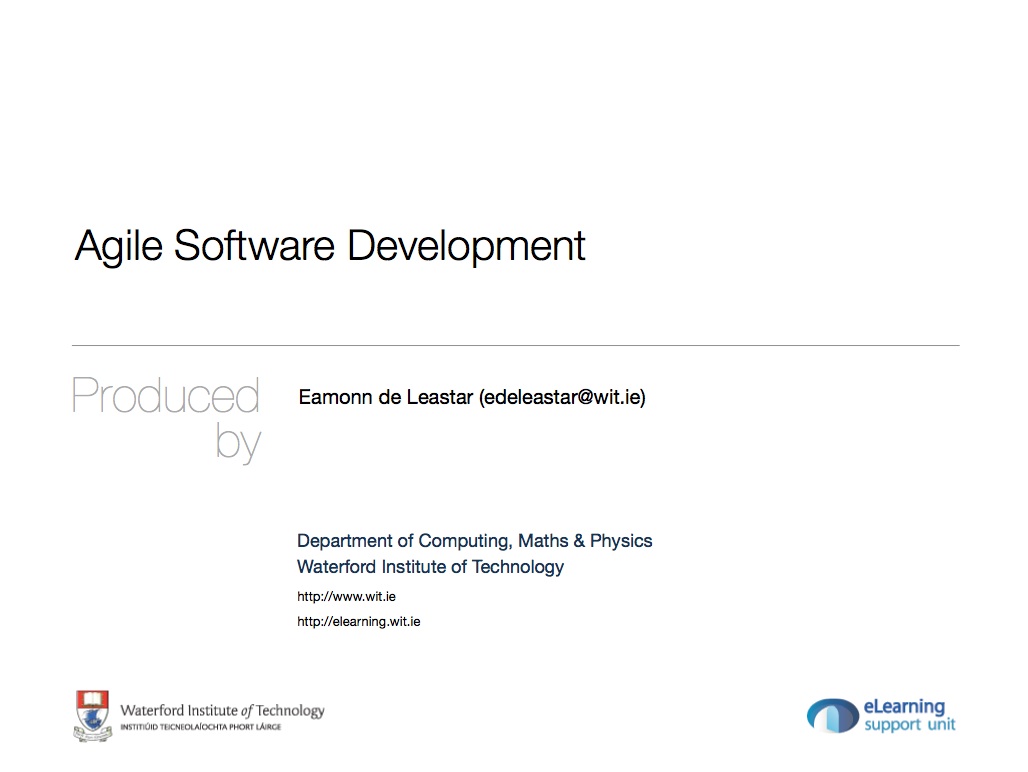 Agile Software Development
Produced
by
Eamonn de Leastar (edeleastar@wit.ie)
Department of Computing, Maths & Physics
Waterford Institute of Technology
http://www.wit.ie
http://elearning.wit.ie
Waterford Institute of Technology
INSTITIÚID TEICNEOLAÍOCHTA PHORT LÁIRGE
eLearning
support unit